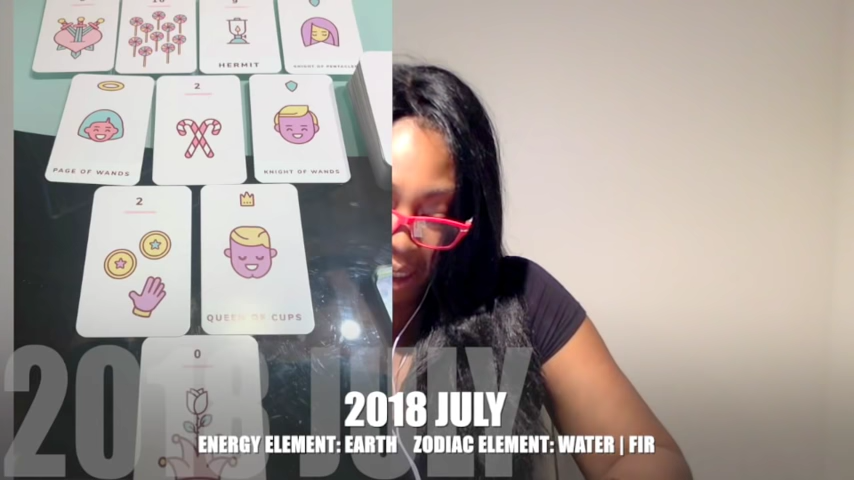 10
9
HERMIT
KNIGHT OF PENTACLES
PAGE OF WANDS
2
KNIGHT OF WANDS
2
QUEEN OF CUPS
0
2018 JULY
2018 JULY
ENERGY ELEMENT: EARTH ZODIAC ELEMENT: WATER | FIR